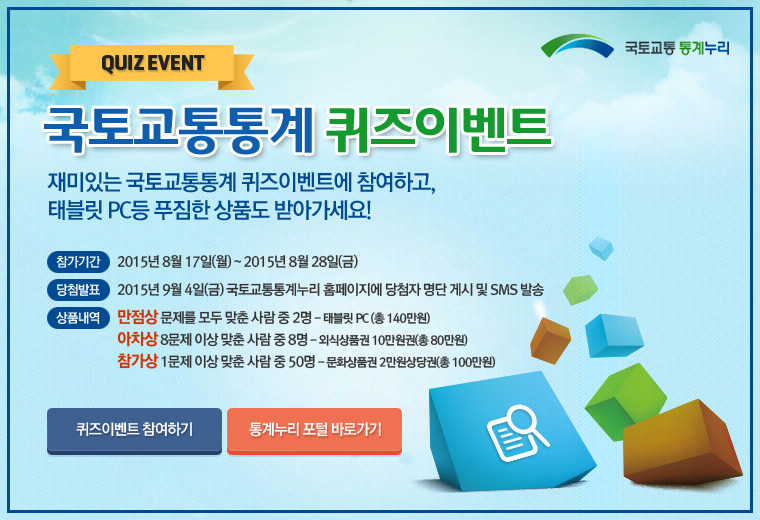 국토교통 통계누리
QUIZ EVENT
국토교통통계 퀴즈이벤트
재미있는 국토교통통계 퀴즈이벤트에 참여하고,
태블릿 PC등 푸짐한 상품도 받아가세요!
참가기간 2015년 8월 17일(월) ~ 2015년 8월 28일(금)
당첨발표 2015년 9월 4일(금) 국토교통통계누리 홈페이지에 당첨자 명단 게시 및 SMS 발송
상품내역 만점상 문제를 모두 맞춘 사람 중 2명 - 태블릿 PC (총 140만원)
아차상 8문제 이상 맞춘 사람 중 8명 - 외식상품권 10만원권(총 80만원)
참가상 1문제 이상 맞춘 사람 중 50명 - 문화상품권 2만원상당권(총 100만원)
퀴즈이벤트 참여하기 통계누리 포털 바로가기